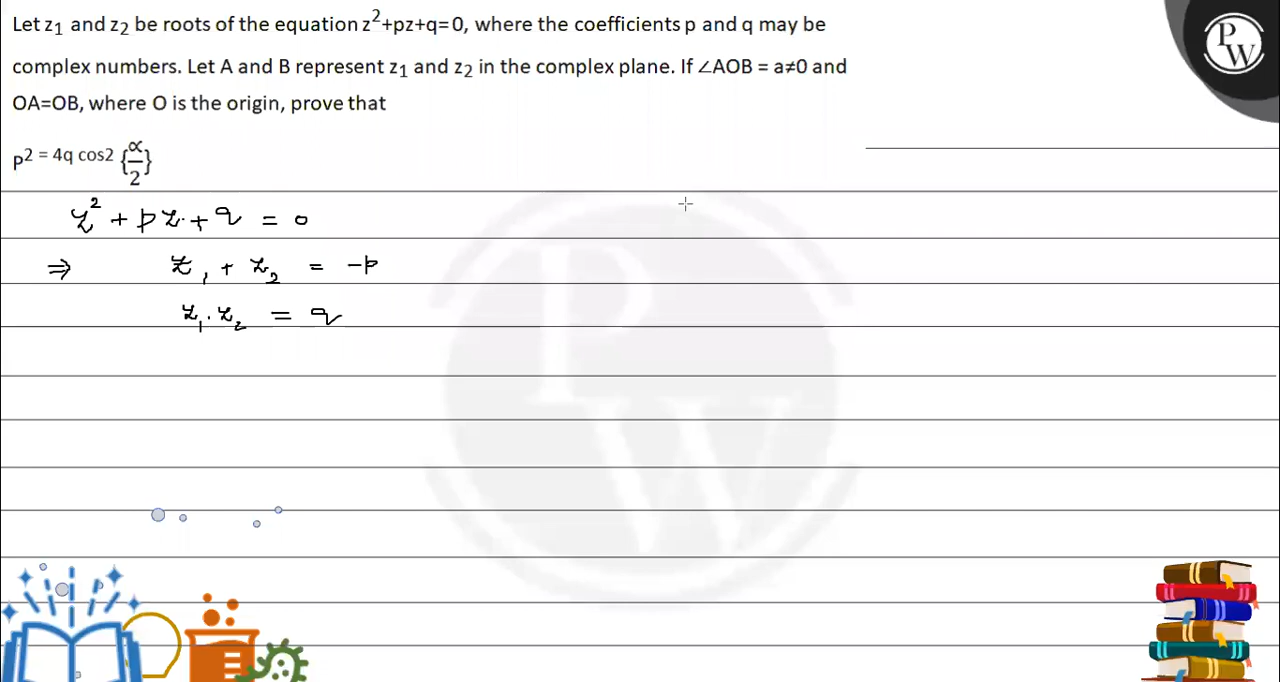 Let z₁ and z₂ be roots of the equation z²+pz+q=0, where the coefficients p and q may be
complex numbers. Let A and B represent z₁ and z₂ in the complex plane. If ∠AOB = a≠0 and
OA=OB, where O is the origin, prove that
p² = 4q cos2 {∝/2}
z² + pz + q = 0
⇒ z₁ + z₂ = -p
z₁ . z₂ = q
P
W
P
W